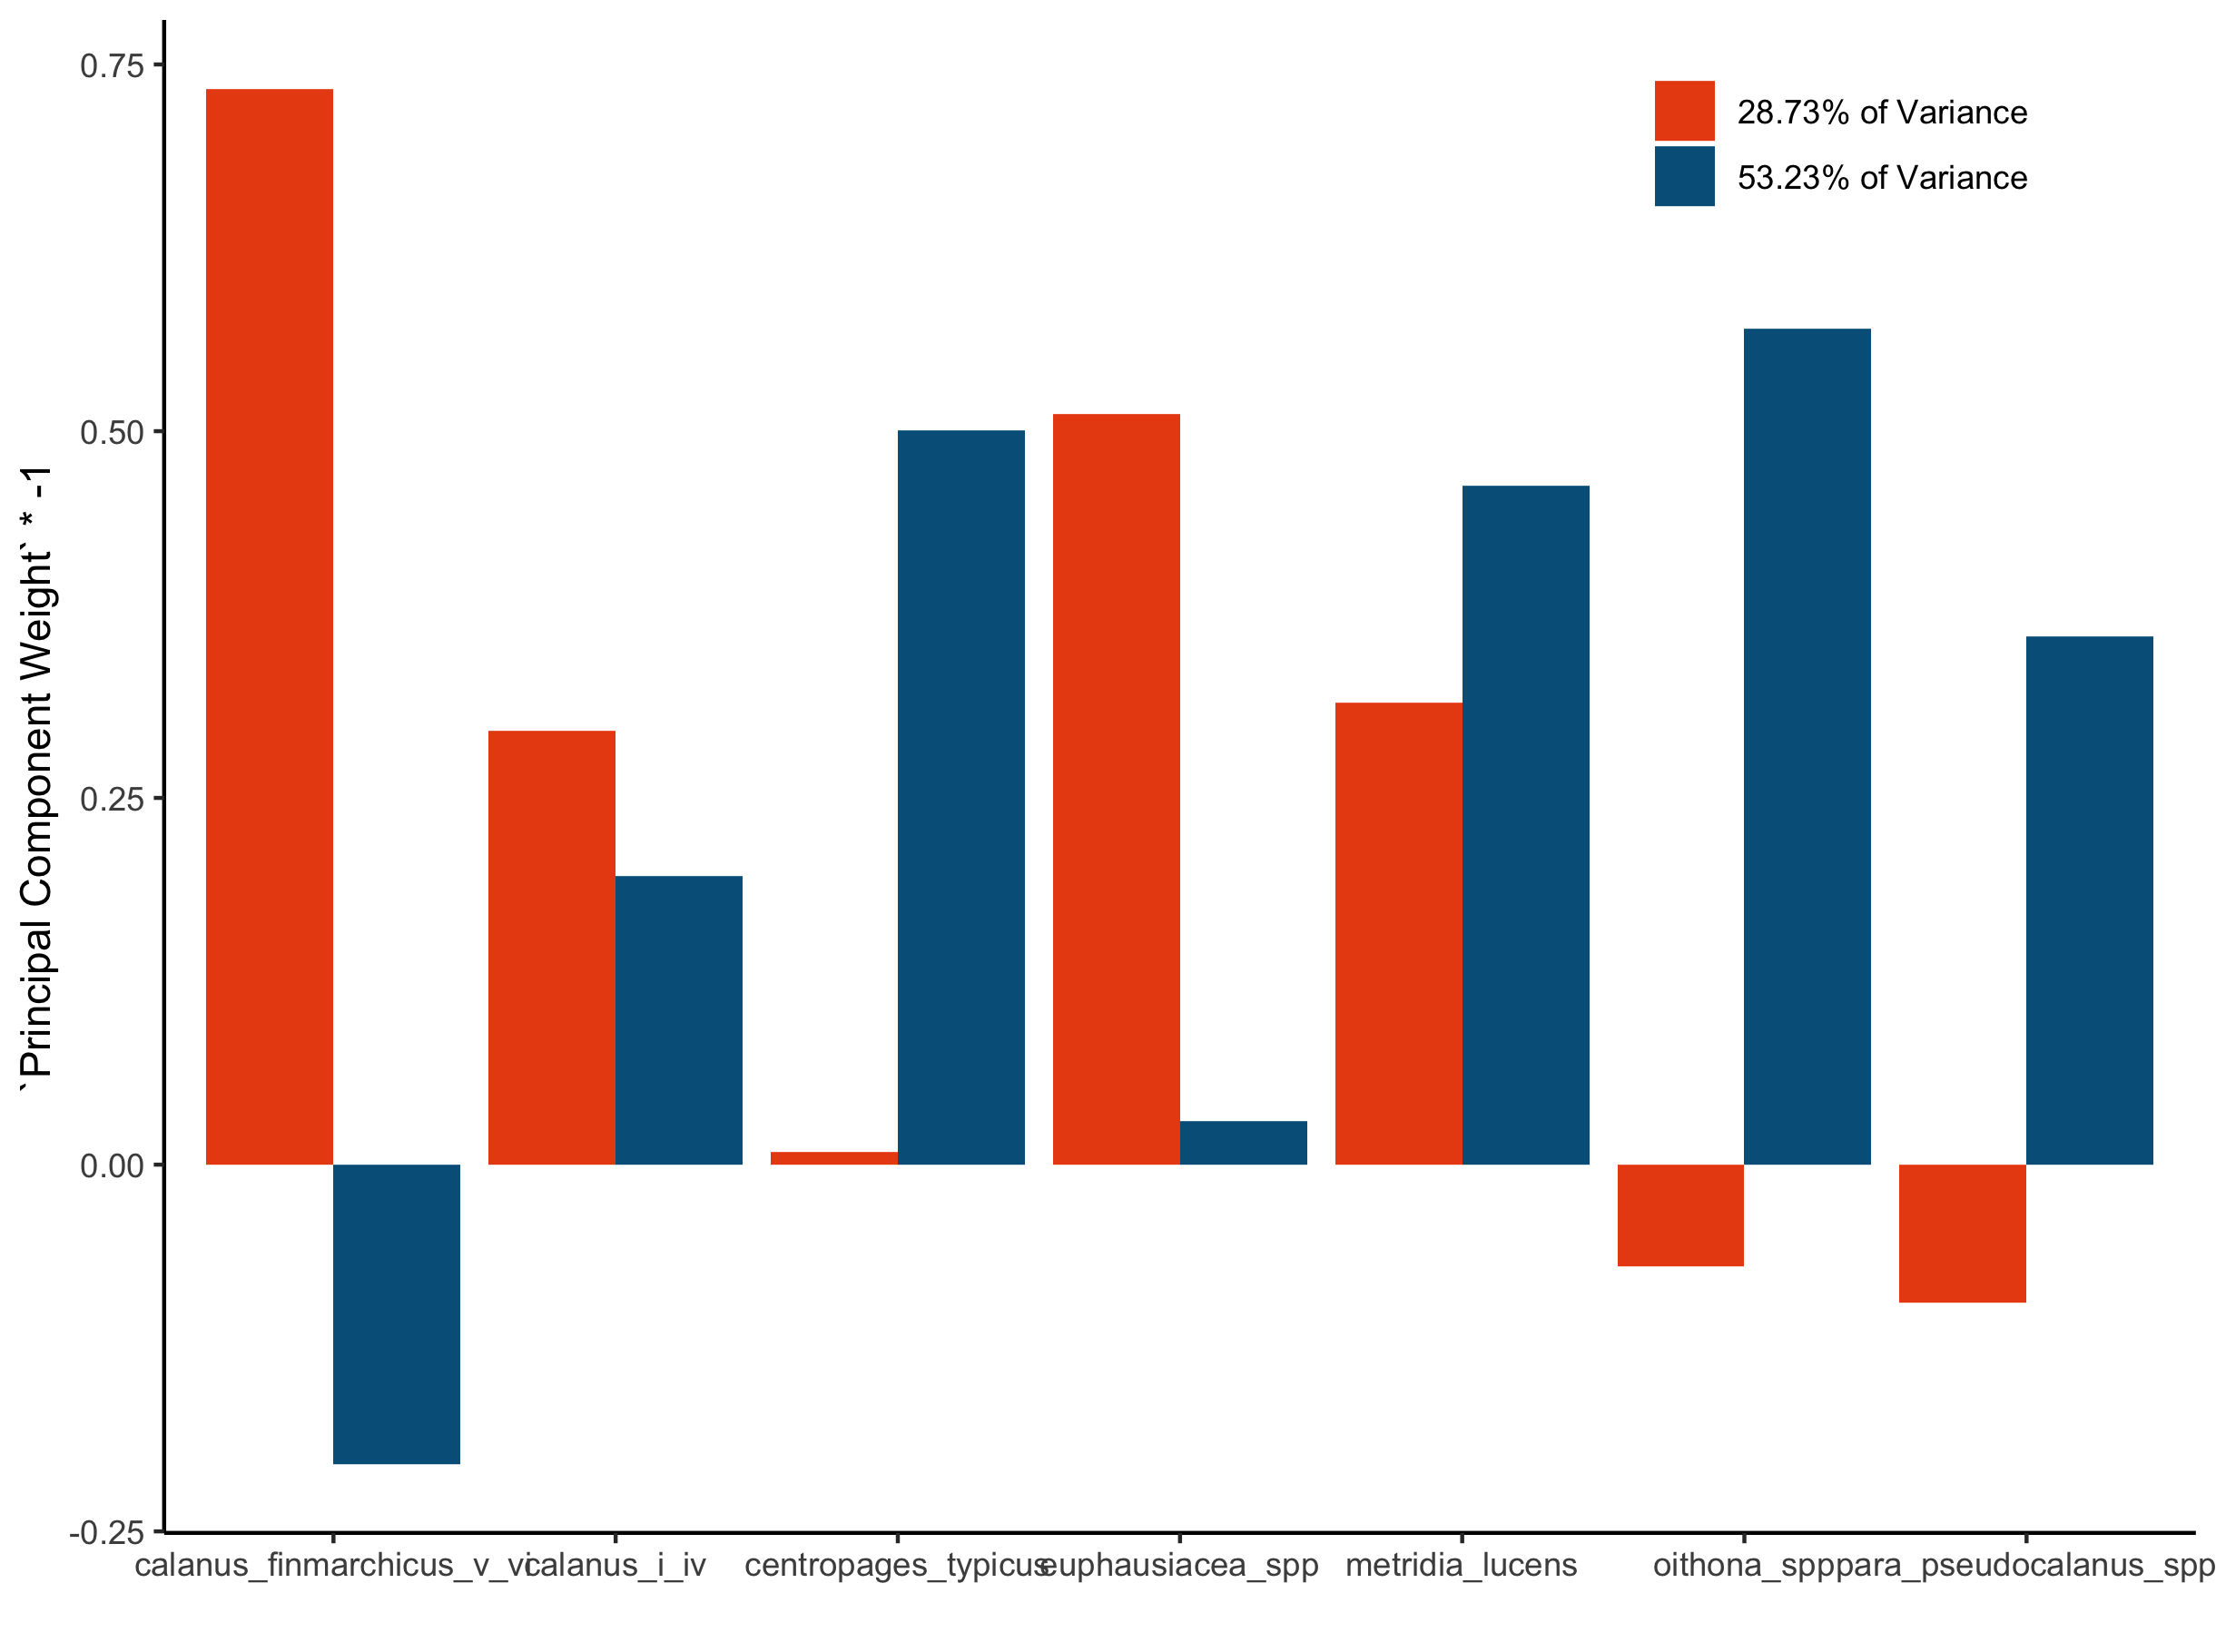 `Principal Component Weight` * -1
0.75
0.50
0.25
0.00
-0.25
28.73% of Variance
53.23% of Variance
calanus_finmarchicus_v_vi
calanus_i_iv
centropages_typicus
euphausiacea_spp
metridia_lucens
oithona_spp
para_pseudocalanus_spp